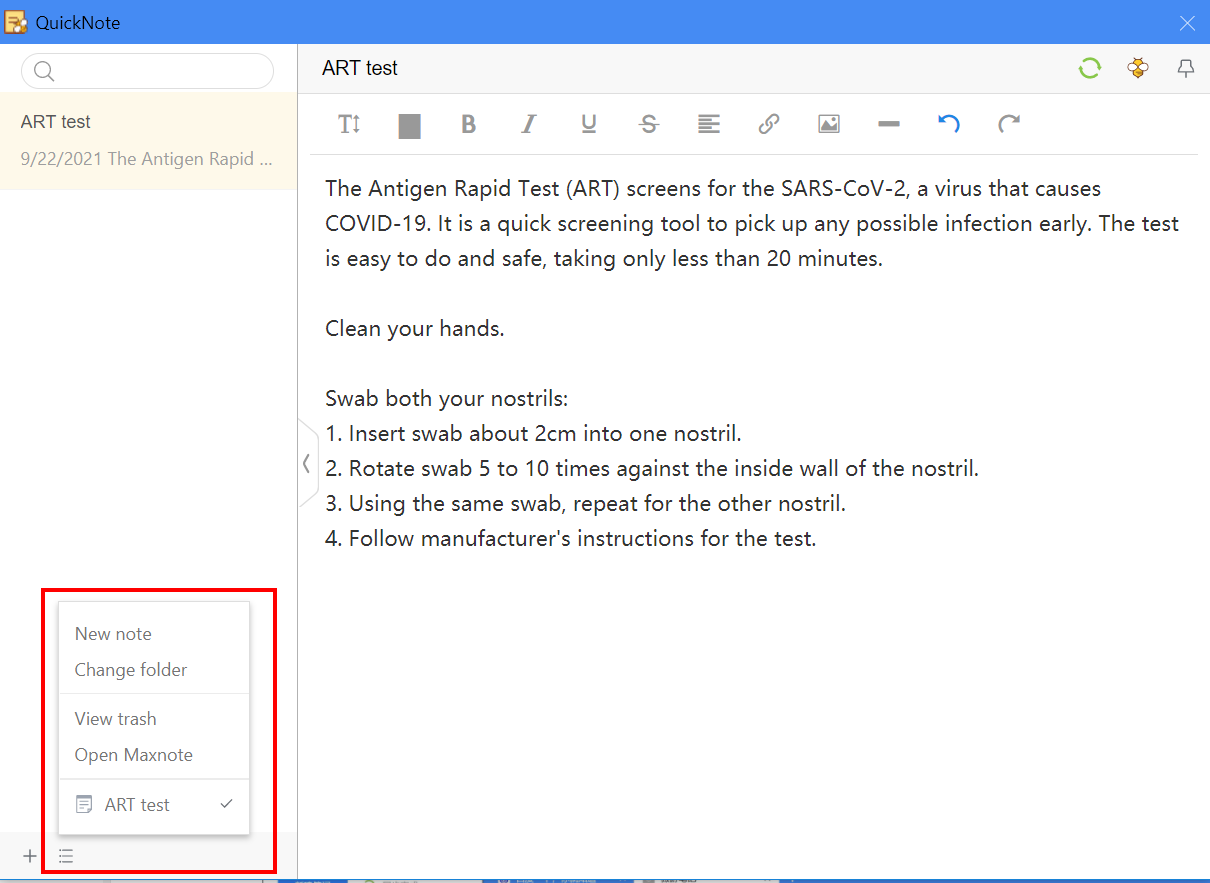 QuickNote
ART test
9/22/2021 The Antigen Rapid ...
New note
Change folder
View trash
Open Maxnote
ART test
ART test
B I U S
The Antigen Rapid Test (ART) screens for the SARS-CoV-2, a virus that causes
COVID-19. It is a quick screening tool to pick up any possible infection early. The test
is easy to do and safe, taking only less than 20 minutes.
Clean your hands.
Swab both your nostrils:
1. Insert swab about 2cm into one nostril.
2. Rotate swab 5 to 10 times against the inside wall of the nostril.
3. Using the same swab, repeat for the other nostril.
4. Follow manufacturer's instructions for the test.